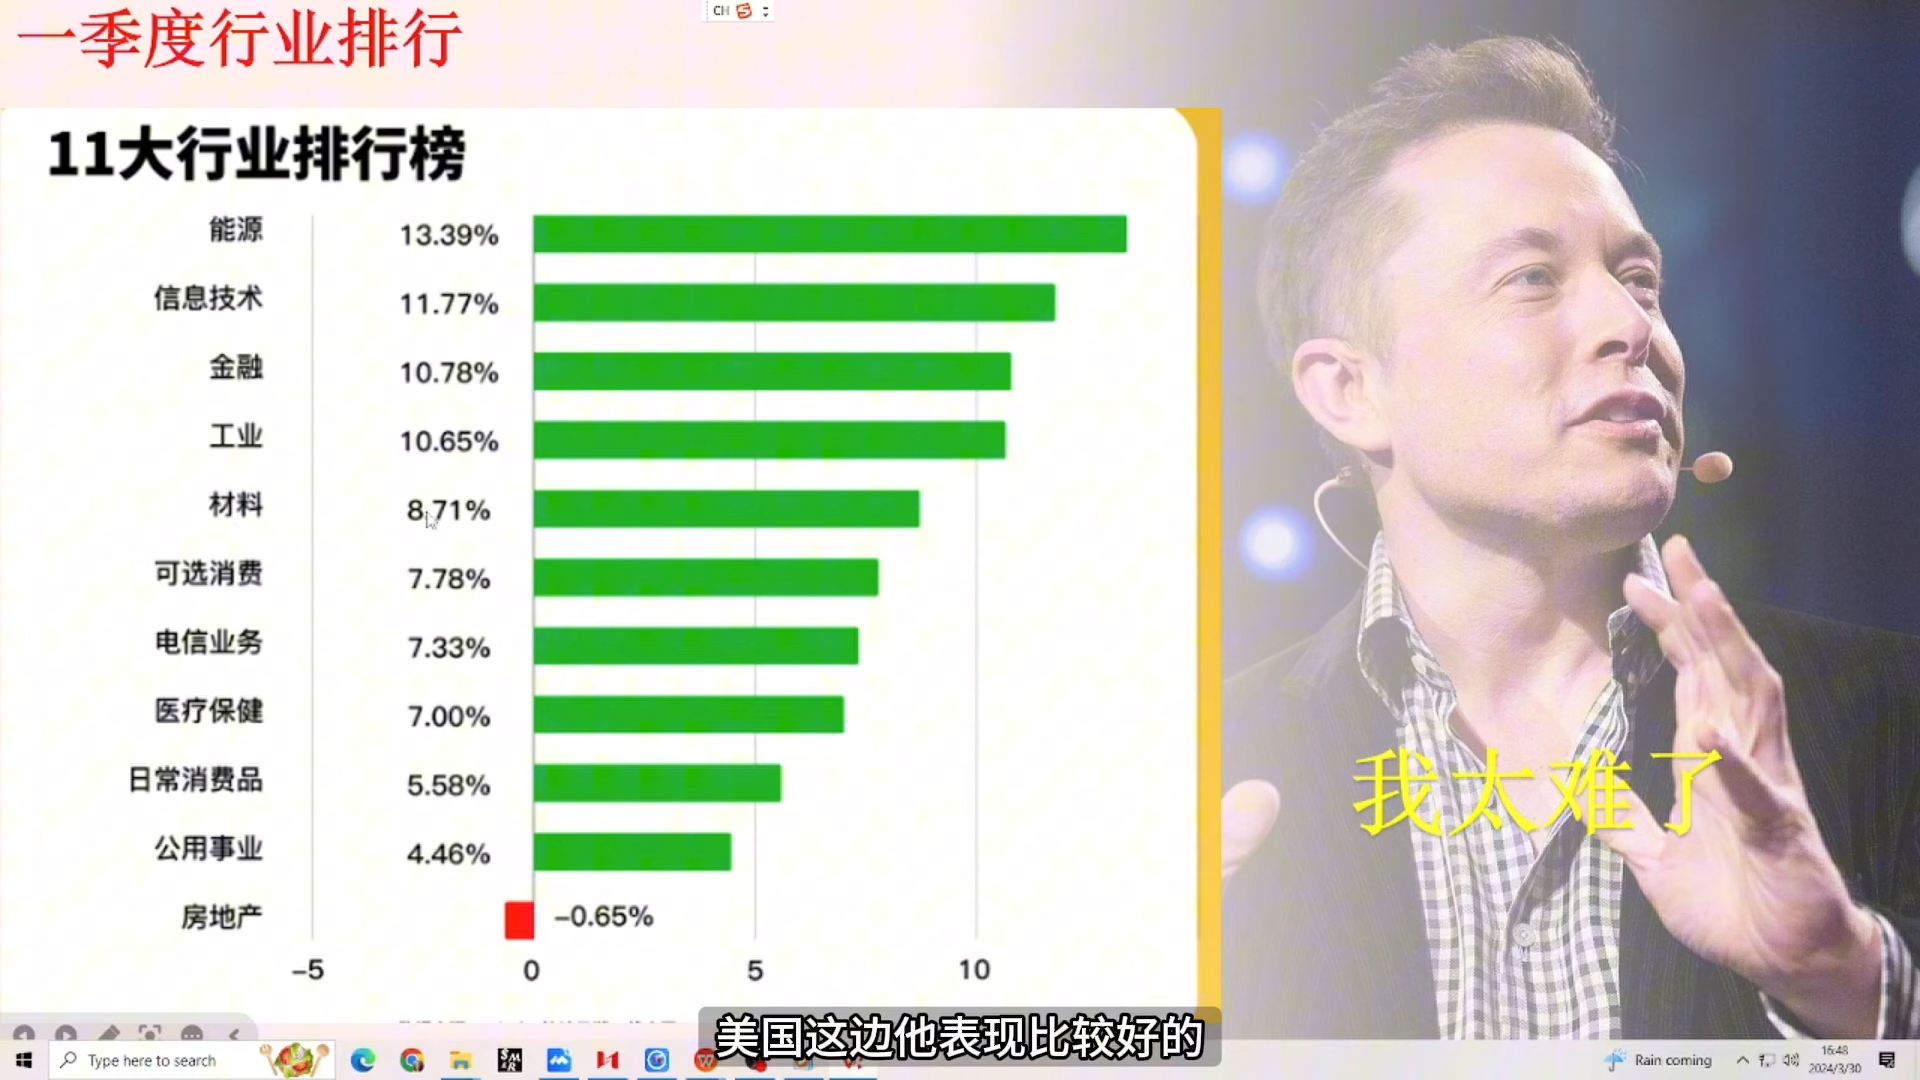 CH
一季度行业排行
11大行业排行榜
能源 13.39%
信息技术 11.77%
金融 10.78%
工业 10.65%
材料 8.71%
可选消费 7.78%
电信业务 7.33%
医疗保健 7.00%
日常消费品 5.58%
公用事业 4.46%
房地产 -0.65%
-5 0 5 10
我太难了
美国这边他表现比较好的
Type here to search
Rain coming
16:48
2024/3/30